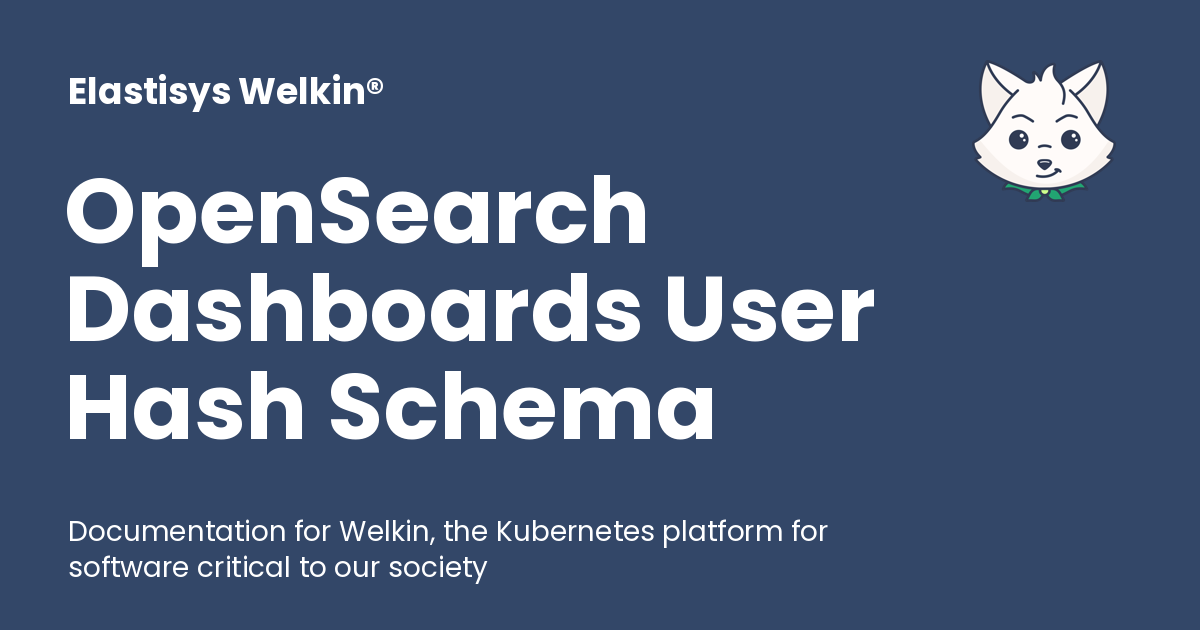 Elastisys Welkin®
OpenSearch
Dashboards User
Hash Schema
Documentation for Welkin, the Kubernetes platform for
software critical to our society